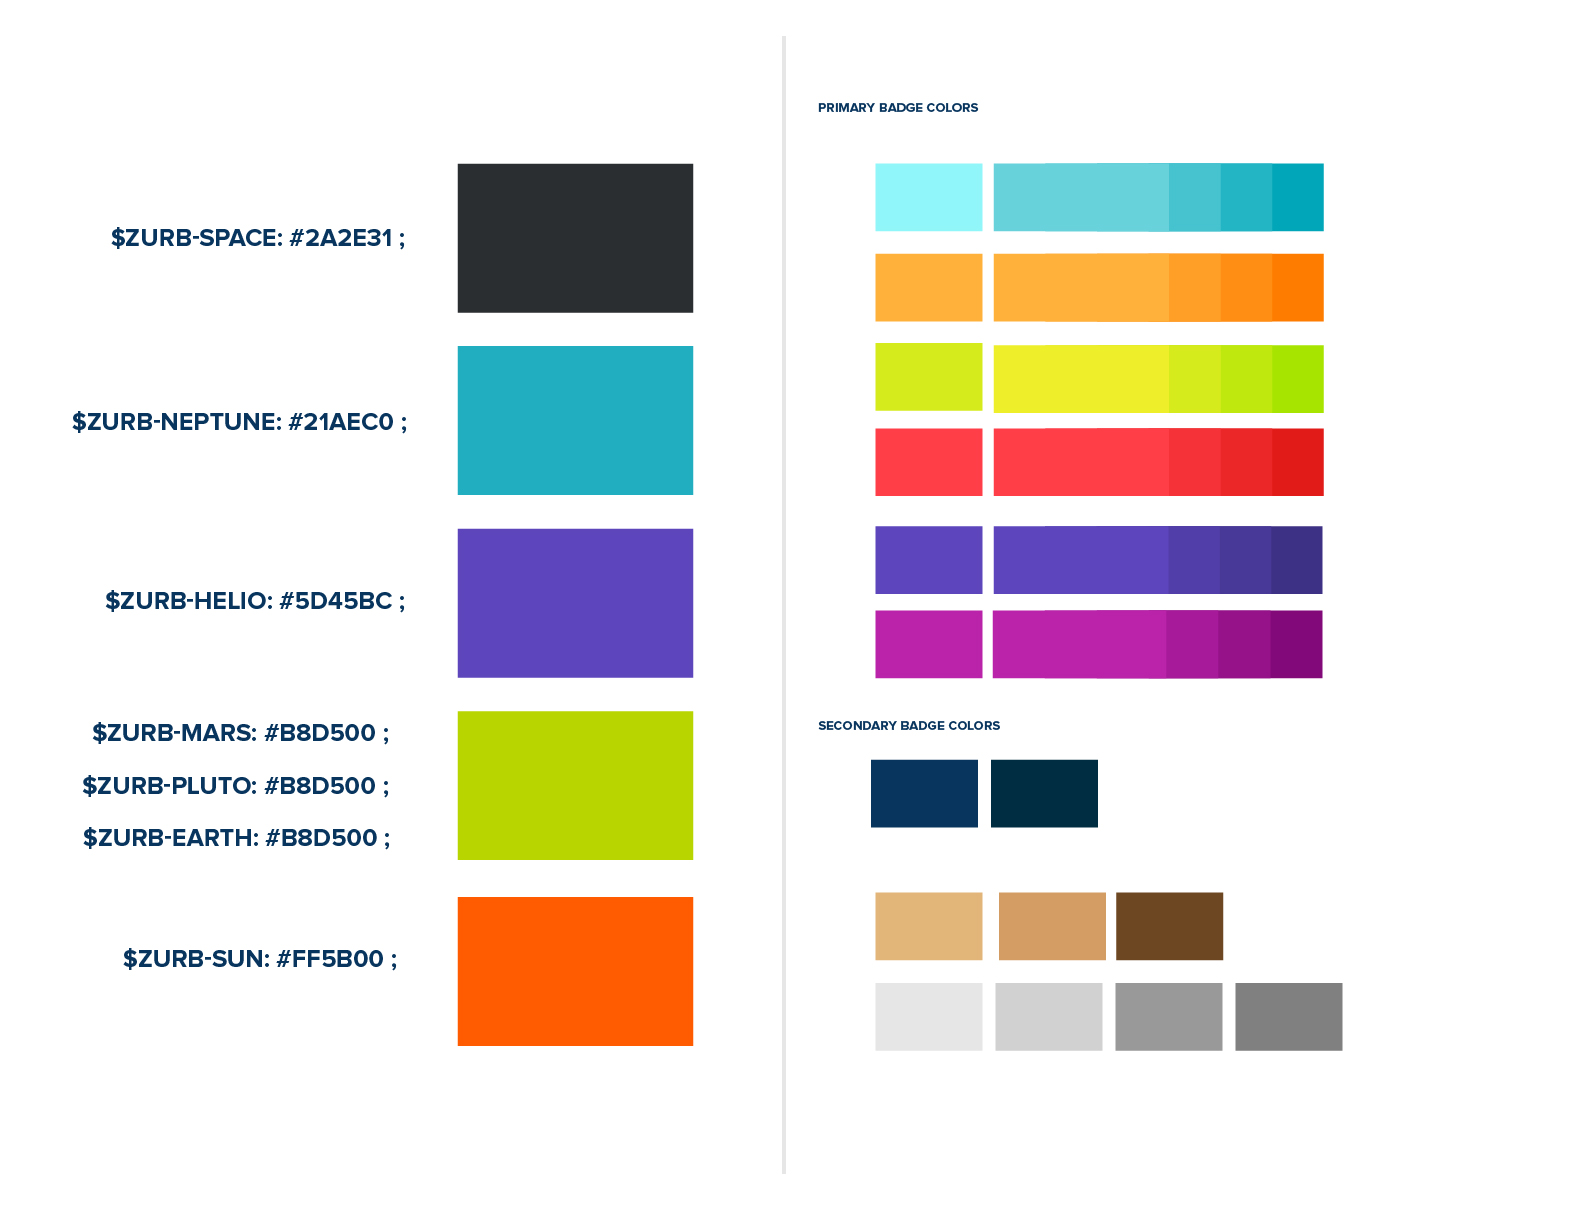 $ZURB-SPACE: #2A2E31 ;
$ZURB-NEPTUNE: #21AEC0 ;
$ZURB-HELIO: #5D45BC ;
$ZURB-MARS: #B8D500 ;
$ZURB-PLUTO: #B8D500 ;
$ZURB-EARTH: #B8D500 ;
$ZURB-SUN: #FF5B00 ;
PRIMARY BADGE COLORS
SECONDARY BADGE COLORS